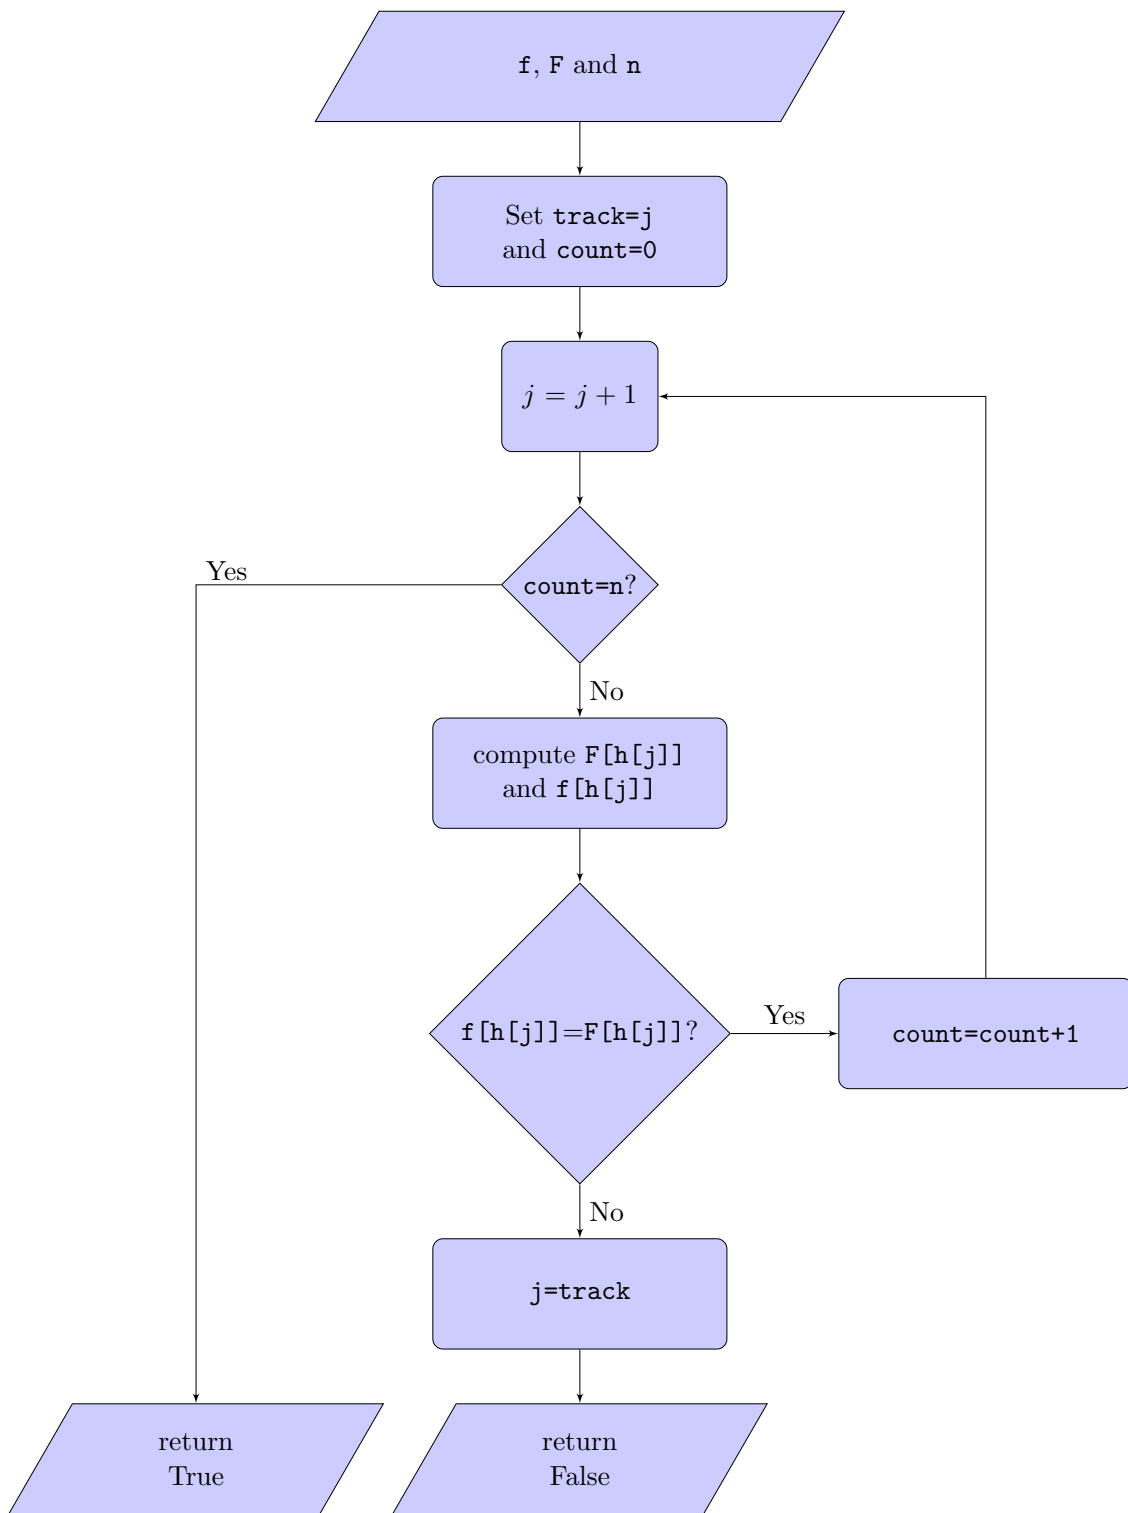 f, F and n
Set track=j
and count=0
j = j + 1
Yes
count=n?
No
compute F[h[j]]
and f[h[j]]
f[h[j]]=F[h[j]]?
Yes
count=count+1
No
j=track
return
True
return
False